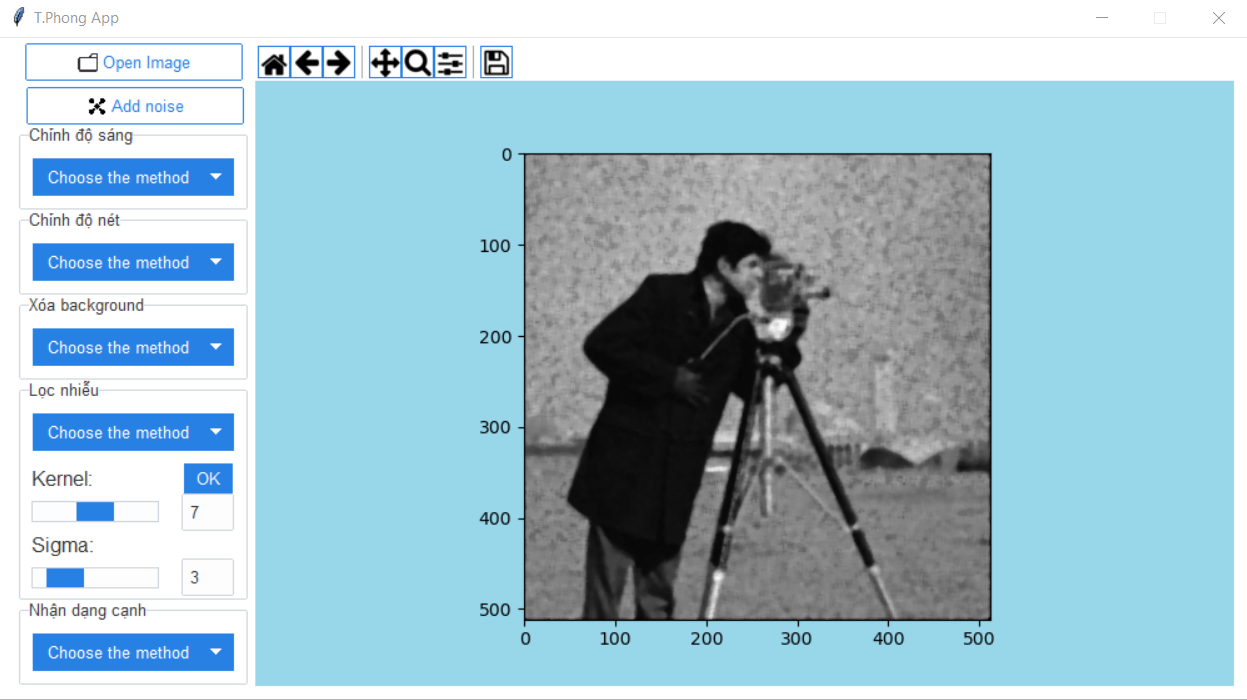 T.Phong App
Open Image
Add noise
Chỉnh độ sáng
Choose the method
Chỉnh độ nét
Choose the method
Xóa background
Choose the method
Lọc nhiễu
Choose the method
Kernel:
OK
7
Sigma:
3
Nhận dạng cạnh
Choose the method
0
100
200
300
400
500
0 100 200 300 400 500